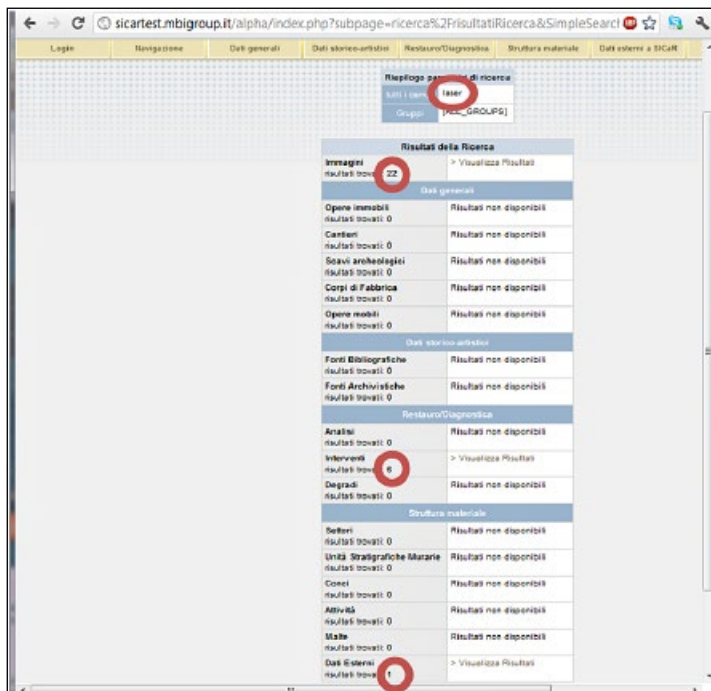 sicartest.mbigroup.it/alpha/index.php?subpage=ricerca%2FrisultatiRicerca&SimpleSearc
Login Navigazione Dati generali Dati storico-artistici Restauro/Diagnostica Struttura materiale Dati esterni a SICaR
Riepilogo di ricerca
tutti i laser
Gruppi [ALL_GROUPS]
Risultati della Ricerca
Immagini > Visualizza Risultati
risultati trovati: 22
Dati generali
Opere immobili Risultati non disponibili
risultati trovati: 0
Cantieri Risultati non disponibili
risultati trovati: 0
Scavi archeologici Risultati non disponibili
risultati trovati: 0
Corpi di Fabbrica Risultati non disponibili
risultati trovati: 0
Opere mobili Risultati non disponibili
risultati trovati: 0
Dati storico artistici
Fonti Bibliografiche Risultati non disponibili
risultati trovati: 0
Fonti Archivistiche Risultati non disponibili
risultati trovati: 0
Restauro/Diagnostica
Analisi Risultati non disponibili
risultati trovati: 0
Interventi > Visualizza Risultati
risultati trovati: 6
Degradi Risultati non disponibili
risultati trovati: 0
Struttura materiale
Settori Risultati non disponibili
risultati trovati: 0
Unità Stratigrafiche Murarie Risultati non disponibili
risultati trovati: 0
Conci Risultati non disponibili
risultati trovati: 0
Attività Risultati non disponibili
risultati trovati: 0
Malte Risultati non disponibili
risultati trovati: 0
Dati Esterni > Visualizza Risultati
risultati trovati: 1